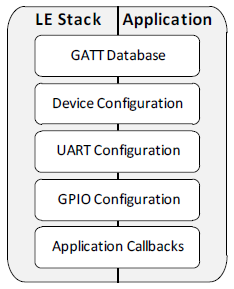 LE Stack Application
GATT Database
Device Configuration
UART Configuration
GPIO Configuration
Application Callbacks